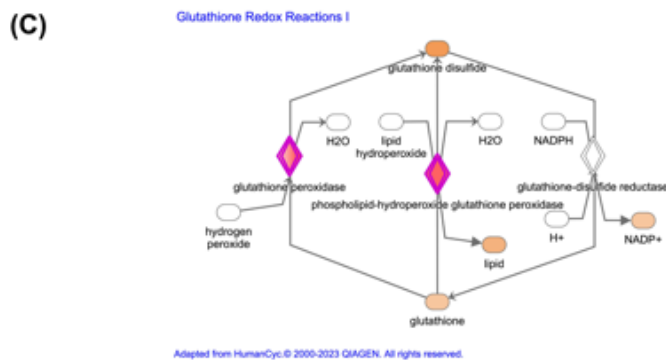 (C)
Glutathione Redox Reactions I
glutathione disulfide
H2O
lipid
hydroperoxide
H2O
NADPH
glutathione peroxidase
glutathione-disulfide reductase
phospholipid-hydroperoxide glutathione peroxidase
hydrogen
peroxide
H+
NADP+
lipid
glutathione
Adapted from HumanCyc.© 2000-2023 QIAGEN. All rights reserved.